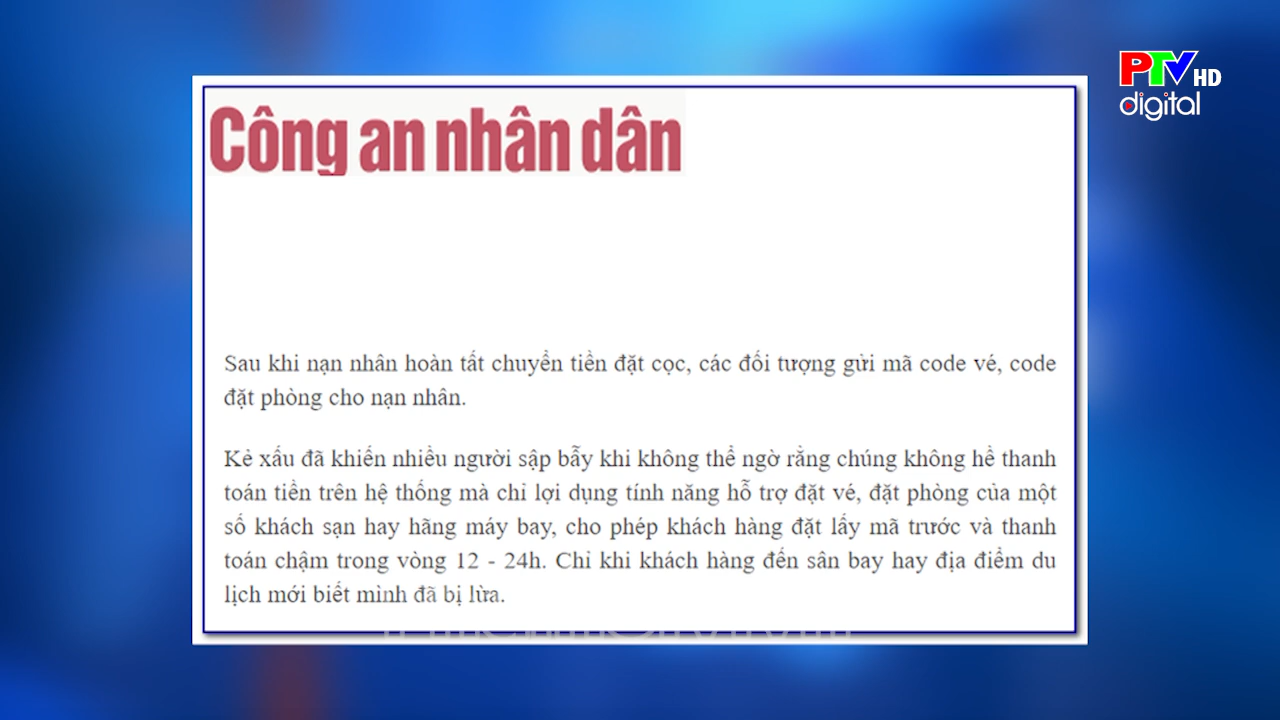 PTV HD
digital
Công an nhân dân
Sau khi nạn nhân hoàn tất chuyển tiền đặt cọc, các đối tượng gửi mã code vé, code
đặt phòng cho nạn nhân.
Kẻ xấu đã khiến nhiều người sập bẫy khi không thể ngờ rằng chúng không hề thanh
toán tiền trên hệ thống mà chỉ lợi dụng tính năng hỗ trợ đặt vé, đặt phòng của một
số khách sạn hay hãng máy bay, cho phép khách hàng đặt lấy mã trước và thanh
toán chậm trong vòng 12 - 24h. Chỉ khi khách hàng đến sân bay hay địa điểm du
lịch mới biết mình đã bị lừa.